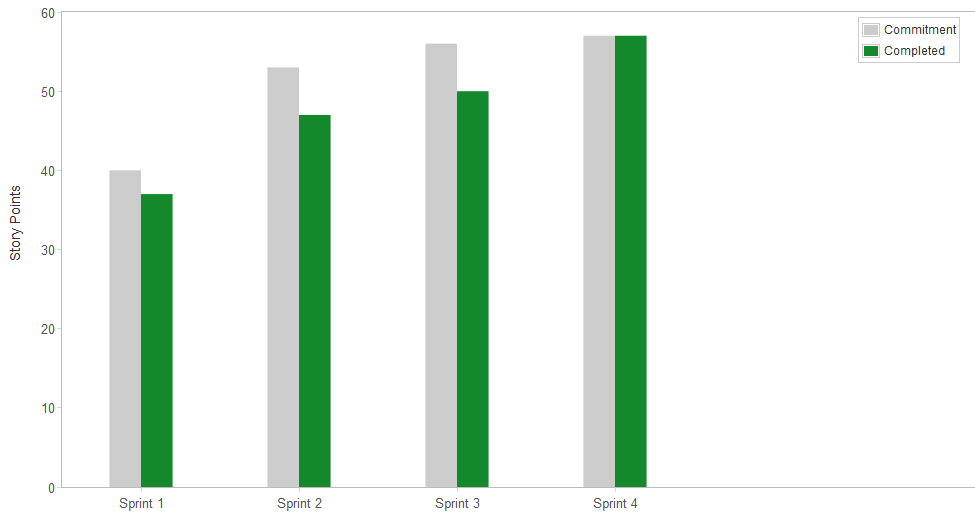 60
50
40
30
20
10
0
Story Points
Sprint 1
Sprint 2
Sprint 3
Sprint 4
Commitment
Completed